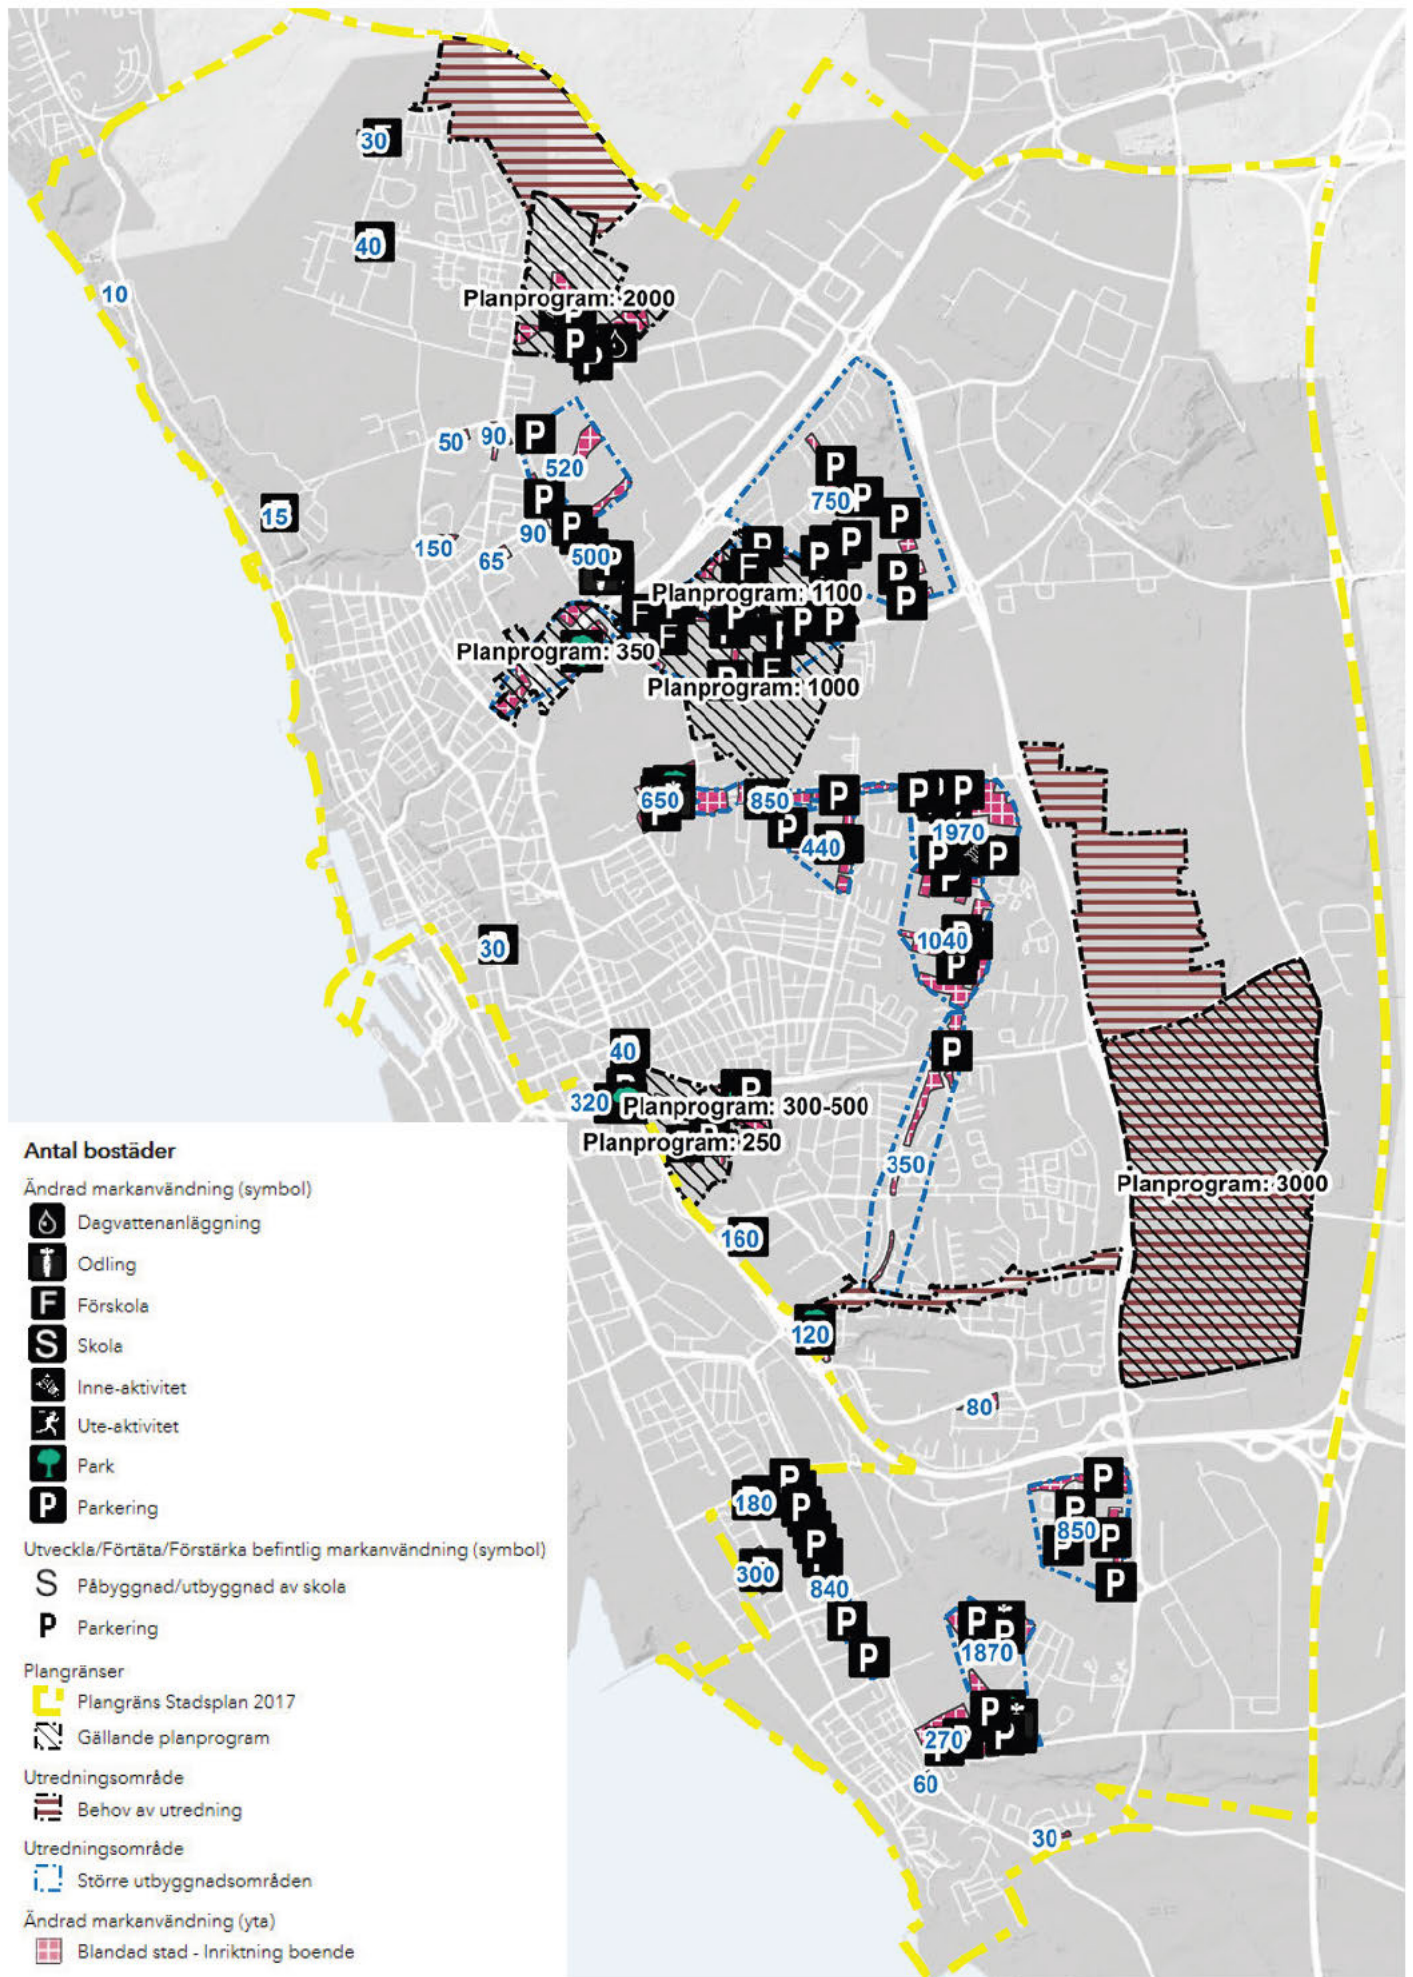 30
40
10
Planprogram: 2000
P
P
50
90
P
520
P
750
P
15
P
P
90
P
P
P
150
65
500
P
P
F
P
P
Planprogram: 1100
P
F
P
P
P
F
Planprogram: 350
F
Planprogram: 1000
650
P
850
P
P
P
P
P
1970
440
P
P
P
30
1040
P
40
P
P
320
Planprogram: 300-500
Planprogram: 250
350
Planprogram: 3000
160
120
80
180
P
P
P
P
P
850
P
P
P
300
840
P
P
P
P
1870
P
P
270
P
60
30
Antal bostäder
Ändrad markanvändning (symbol)
Dagvattenanläggning
Odling
F Förskola
S Skola
Inne-aktivitet
Ute-aktivitet
Park
P Parkering
Utveckla/Förtäta/Förstärka befintlig markanvändning (symbol)
S Påbyggnad/utbyggnad av skola
P Parkering
Plangränser
Plangräns Stadsplan 2017
Gällande planprogram
Utredningsområde
Behov av utredning
Utredningsområde
Större utbyggnadsområden
Ändrad markanvändning (yta)
Blandad stad - Inriktning boende